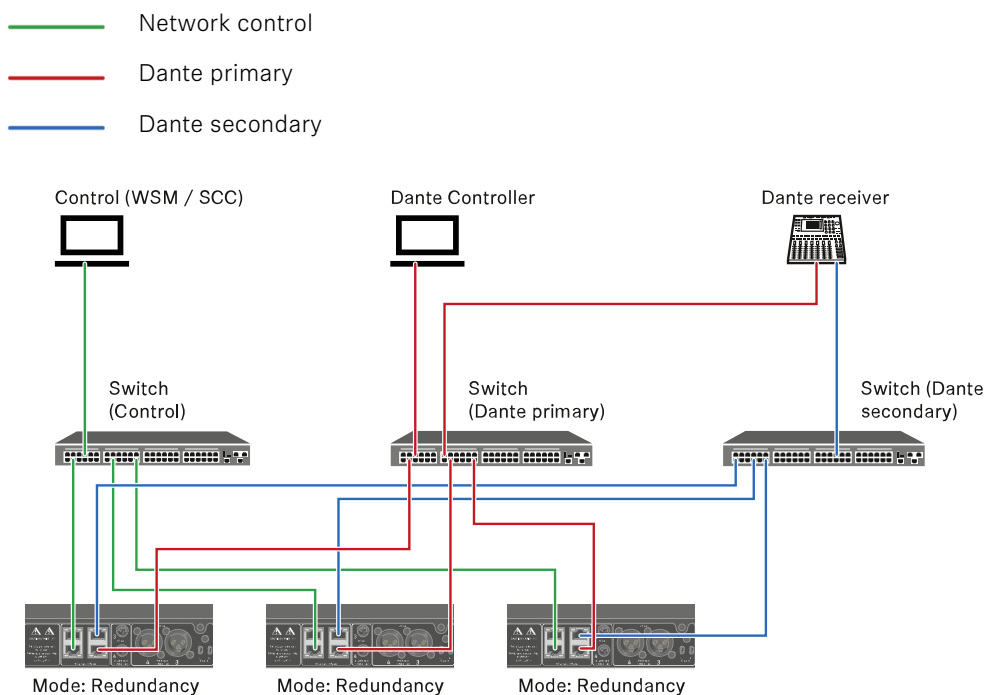 Network control
Dante primary
Dante secondary
Control (WSM / SCC)
Dante Controller
Dante receiver
Switch
(Control)
Switch
(Dante primary)
Switch (Dante
secondary)
Mode: Redundancy
Mode: Redundancy
Mode: Redundancy